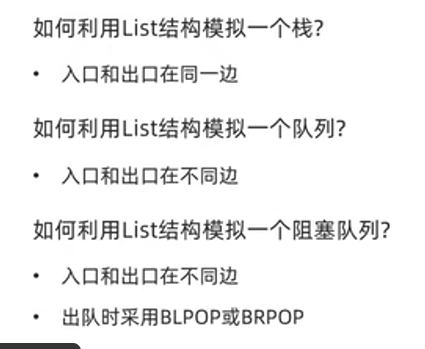 如何利用List结构模拟一个栈?
• 入口和出口在同一边
如何利用List结构模拟一个队列?
• 入口和出口在不同边
如何利用List结构模拟一个阻塞队列?
• 入口和出口在不同边
• 出队时采用BLPOP或BRPOP